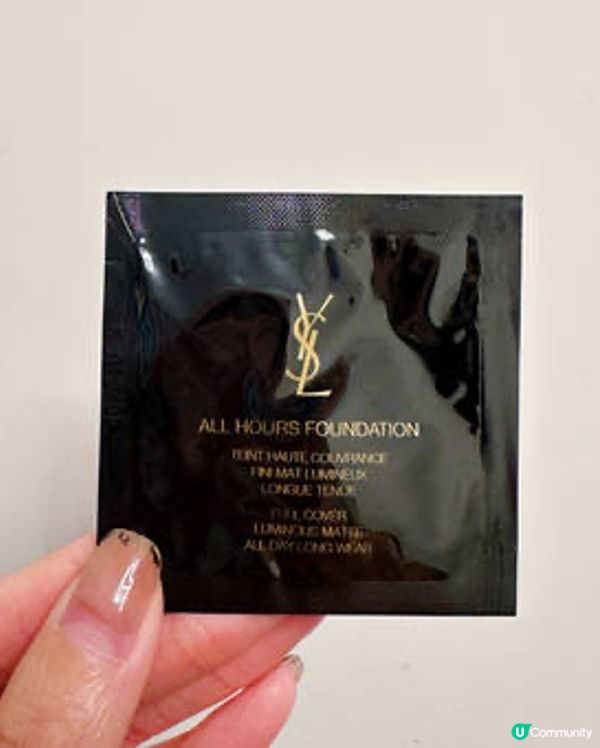 YSL
ALL HOURS FOUNDATION
TEINT HAUTE COUVRANCE
FINI MAT LUMINEUX
LONGUE TENUE
FULL COVER
LUMINOUS MATTE
ALL DAY LONG WEAR
U Community